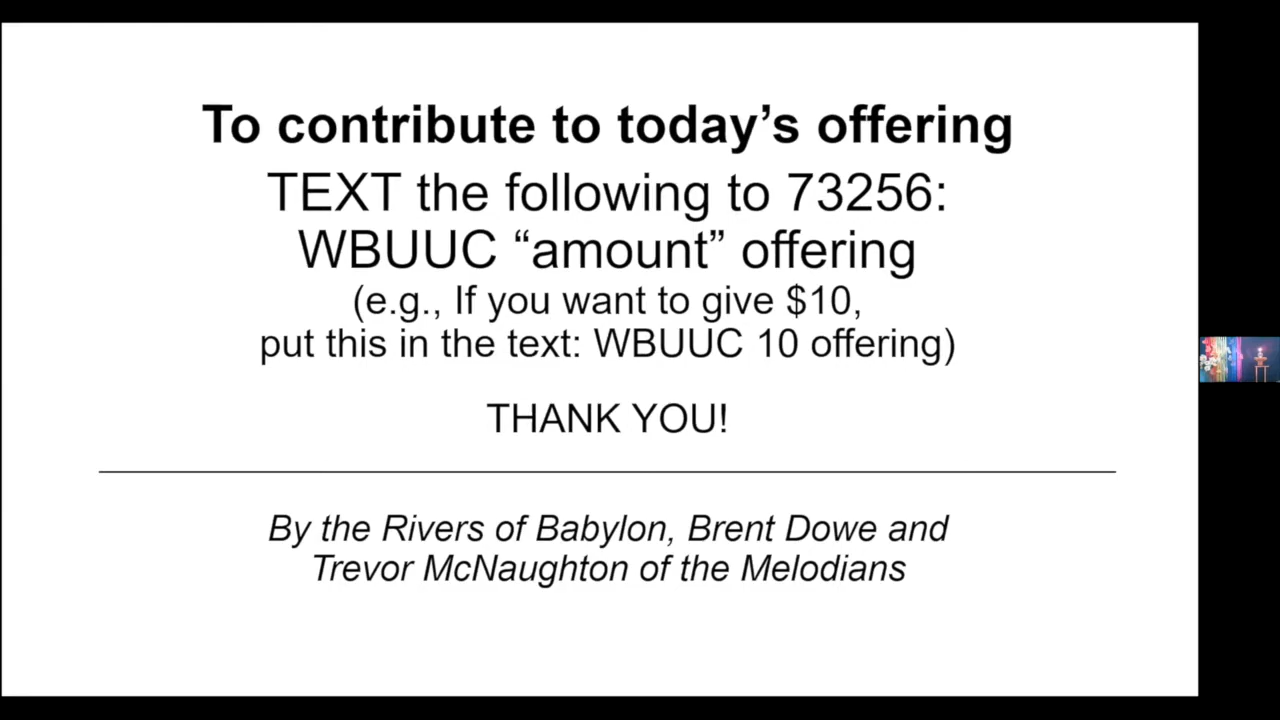 To contribute to today’s offering
TEXT the following to 73256:
WBUUC “amount” offering
(e.g., If you want to give $10,
put this in the text: WBUUC 10 offering)
THANK YOU!
By the Rivers of Babylon, Brent Dowe and
Trevor McNaughton of the Melodians